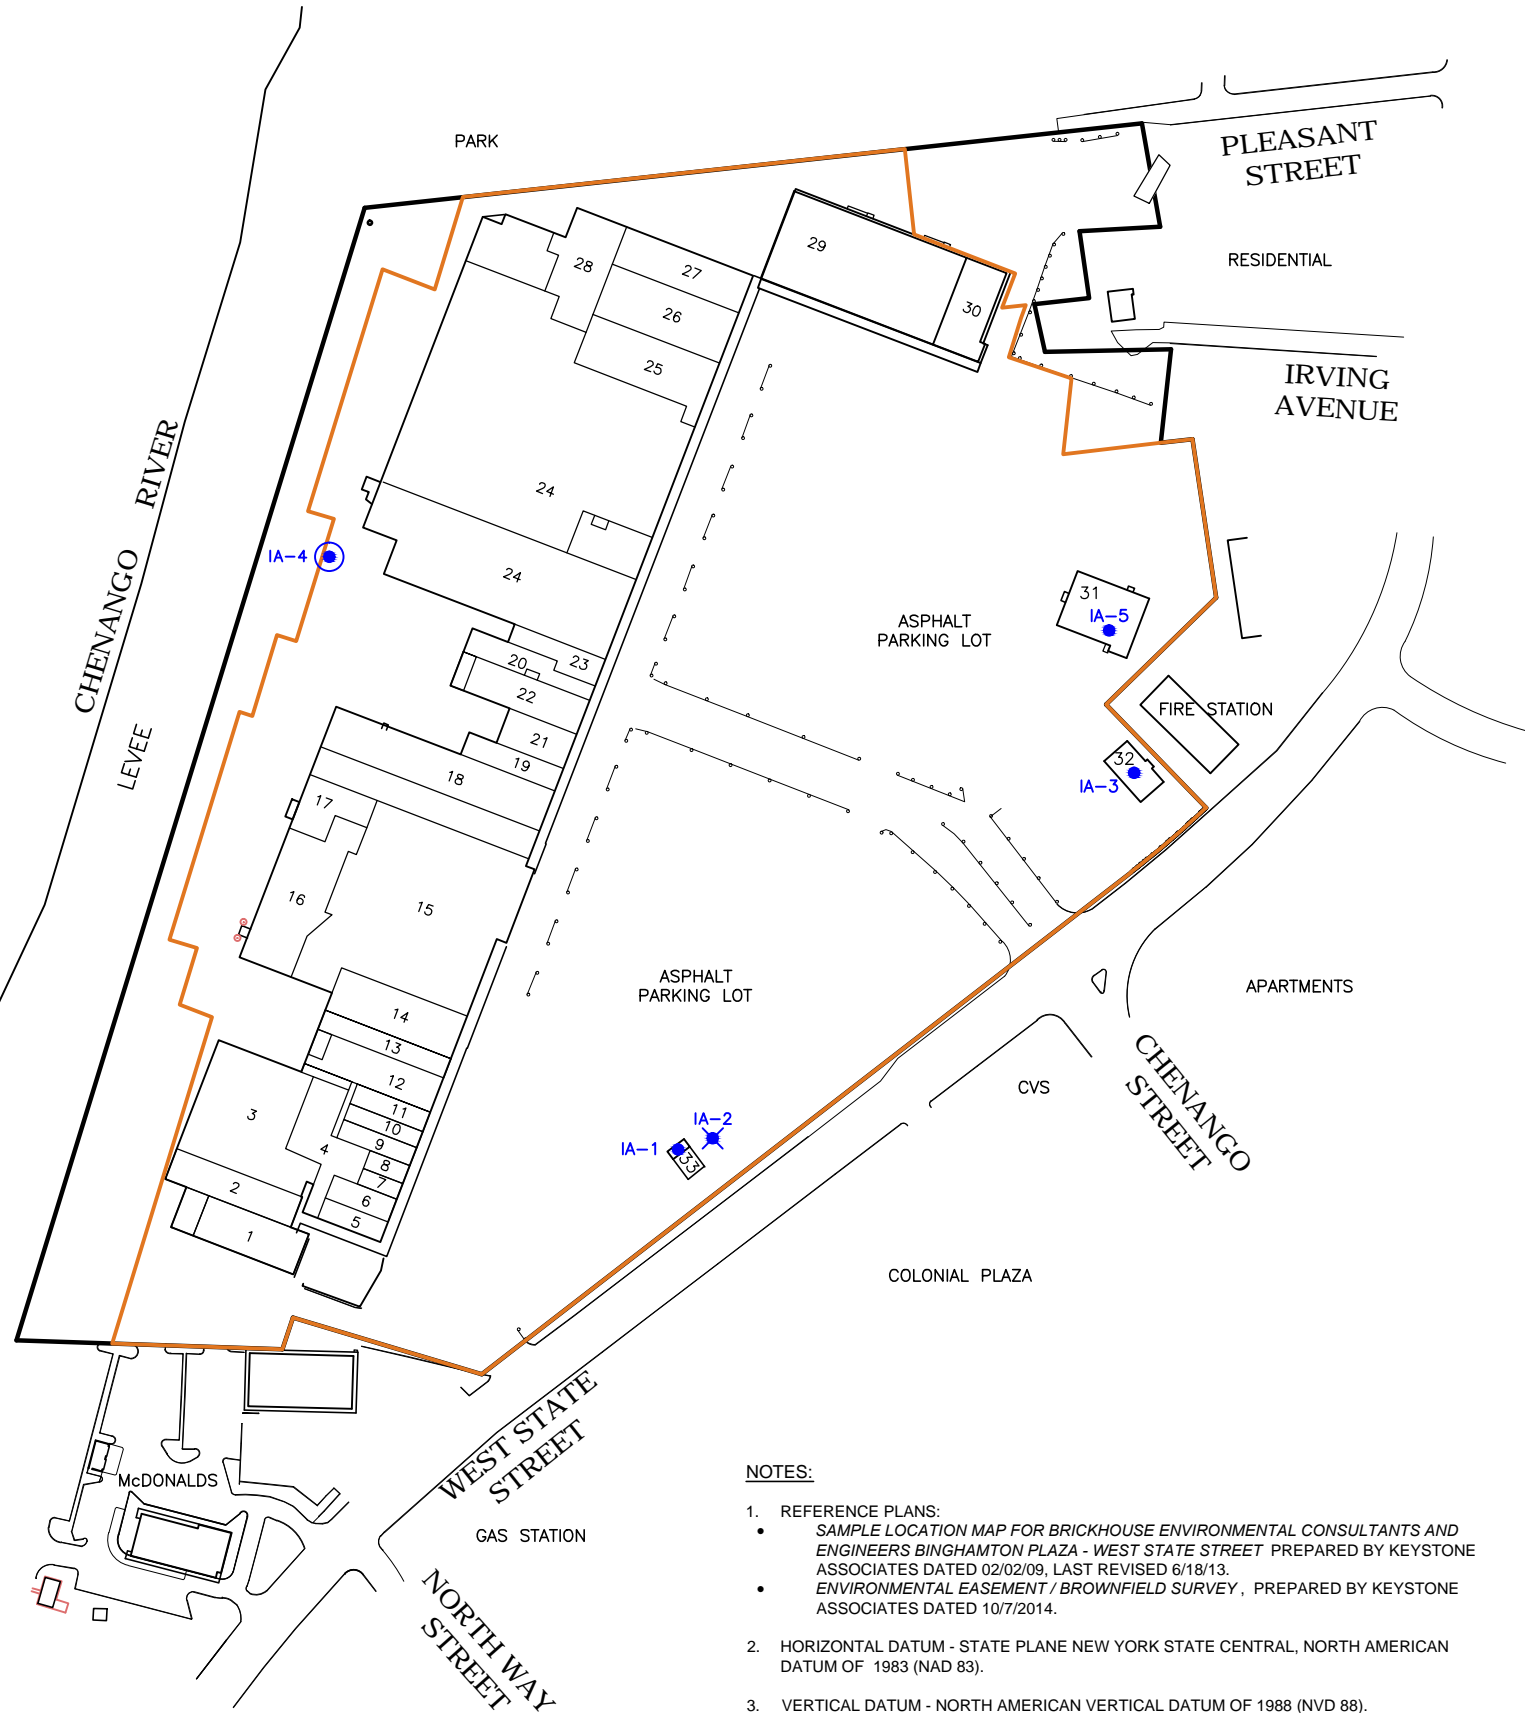 PARK
PLEASANT
STREET
RESIDENTIAL
IRVING
AVENUE
CHENANGO RIVER
LEVEE
29
30
28
27
26
25
24
24
IA-4
23
20
22
21
19
18
17
16
15
14
13
12
11
10
9
8
7
6
5
4
3
2
1
ASPHALT
PARKING LOT
31
IA-5
FIRE STATION
32
IA-3
ASPHALT
PARKING LOT
APARTMENTS
CHENANGO
STREET
CVS
IA-2
IA-1
33
COLONIAL PLAZA
WEST STATE
STREET
McDONALDS
GAS STATION
NORTH WAY
STREET
NOTES:
1. REFERENCE PLANS:
• SAMPLE LOCATION MAP FOR BRICKHOUSE ENVIRONMENTAL CONSULTANTS AND
ENGINEERS BINGHAMTON PLAZA - WEST STATE STREET PREPARED BY KEYSTONE
ASSOCIATES DATED 02/02/09, LAST REVISED 6/18/13.
• ENVIRONMENTAL EASEMENT / BROWNFIELD SURVEY , PREPARED BY KEYSTONE
ASSOCIATES DATED 10/7/2014.
2. HORIZONTAL DATUM - STATE PLANE NEW YORK STATE CENTRAL, NORTH AMERICAN
DATUM OF 1983 (NAD 83).
3. VERTICAL DATUM - NORTH AMERICAN VERTICAL DATUM OF 1988 (NVD 88).